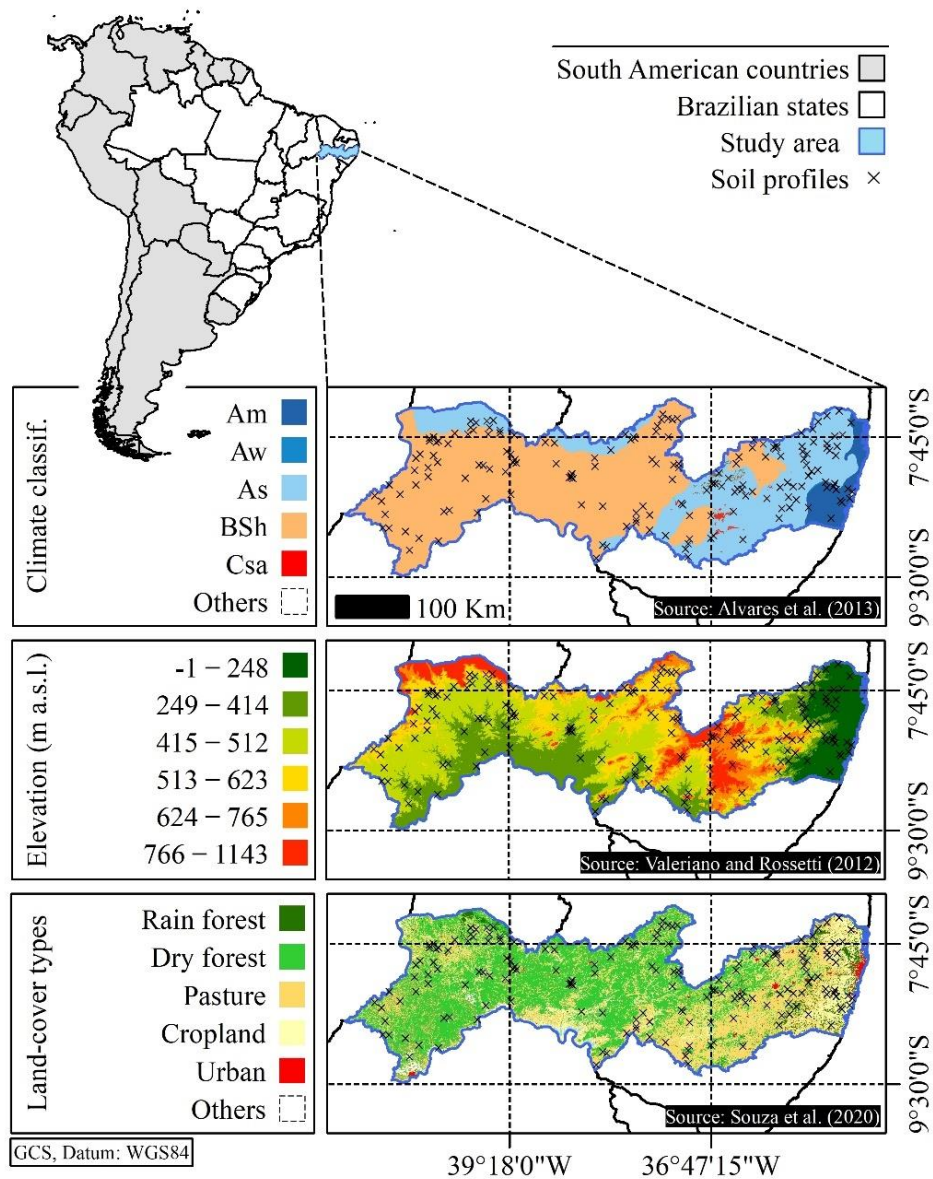 South American countries
Brazilian states
Study area
Soil profiles ×
Climate classif.
Am
Aw
As
BSh
Csa
Others
100 Km
Source: Alvares et al. (2013)
7°45'0"S
9°30'0"S
Elevation (m a.s.l.)
-1 – 248
249 – 414
415 – 512
513 – 623
624 – 765
766 – 1143
Source: Valeriano and Rossetti (2012)
7°45'0"S
9°30'0"S
Land-cover types
Rain forest
Dry forest
Pasture
Cropland
Urban
Others
Source: Souza et al. (2020)
7°45'0"S
9°30'0"S
GCS, Datum: WGS84
39°18'0"W
36°47'15"W